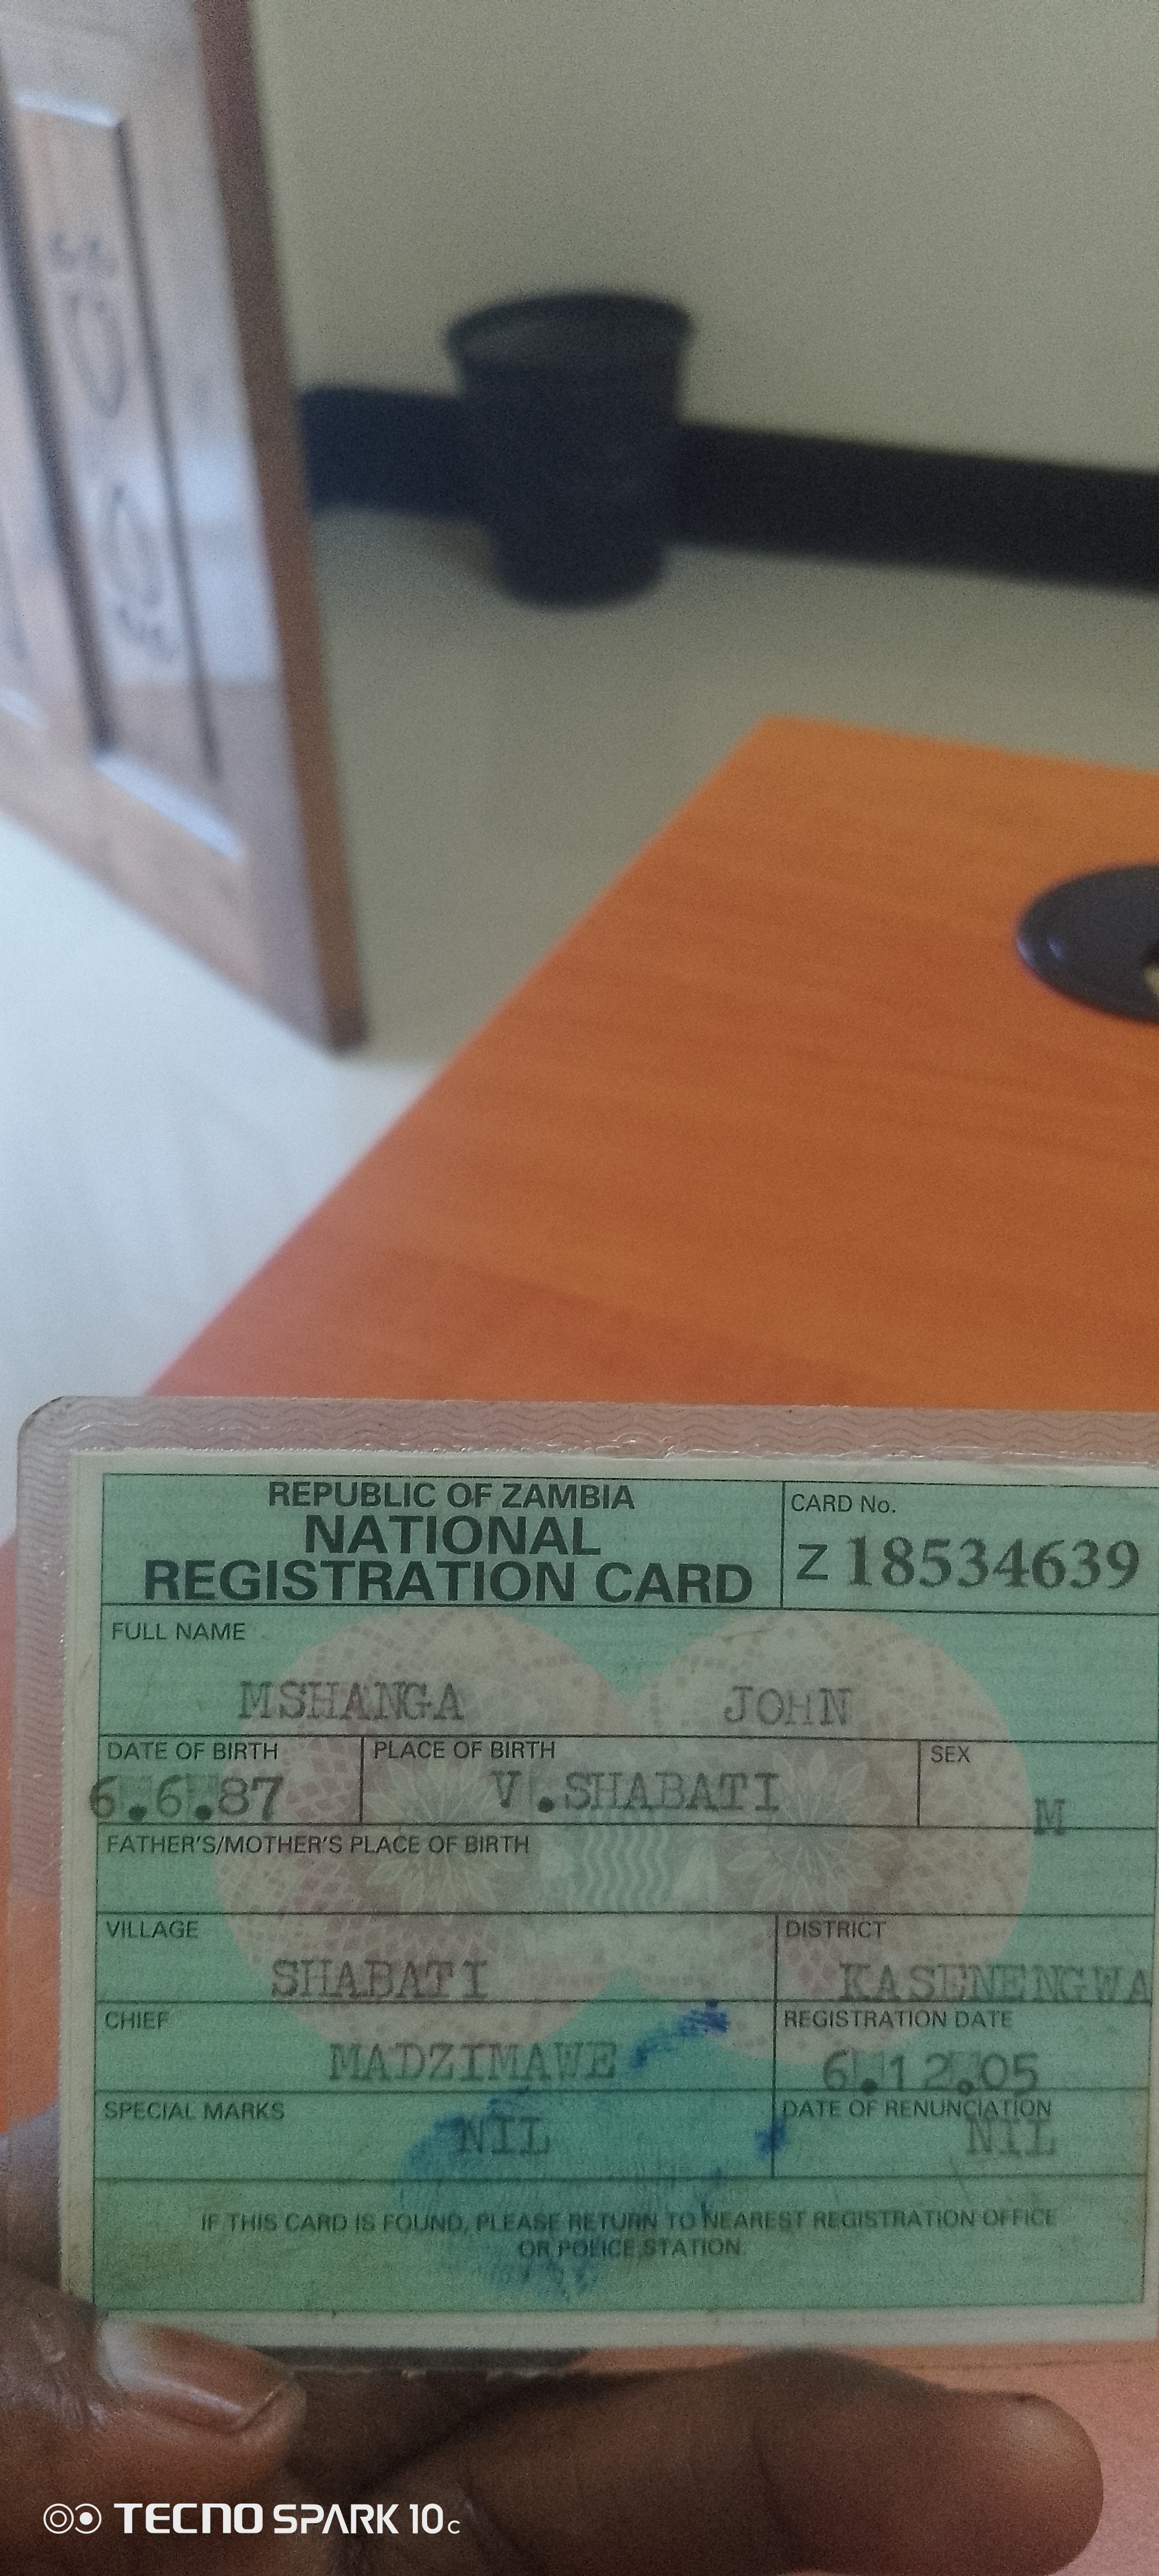 REPUBLIC OF ZAMBIA
NATIONAL
REGISTRATION CARD
CARD No.
Z 18534639
FULL NAME
MSHANGA JOHN
DATE OF BIRTH PLACE OF BIRTH SEX
6.6.87 V.SHABATI M
FATHER'S/MOTHER'S PLACE OF BIRTH
VILLAGE DISTRICT
SHABATI KASENENGWA
CHIEF REGISTRATION DATE
MADZIMAWE 6.12.05
SPECIAL MARKS DATE OF RENUNCIATION
NIL NIL
IF THIS CARD IS FOUND, PLEASE RETURN TO NEAREST REGISTRATION OFFICE
OR POLICE STATION.
TECNO SPARK 10C